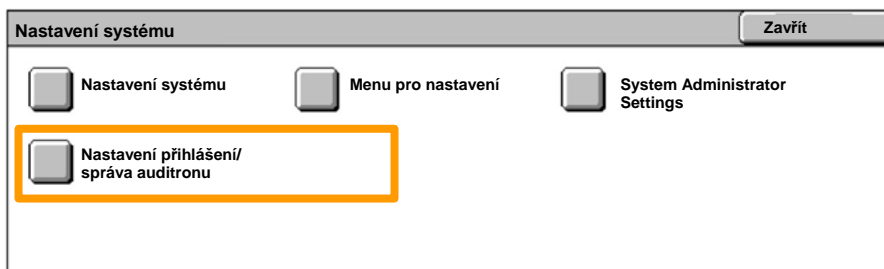 Nastavení systému
Zavřít
Nastavení systému
Menu pro nastavení
System Administrator
Settings
Nastavení přihlášení/
správa auditronu